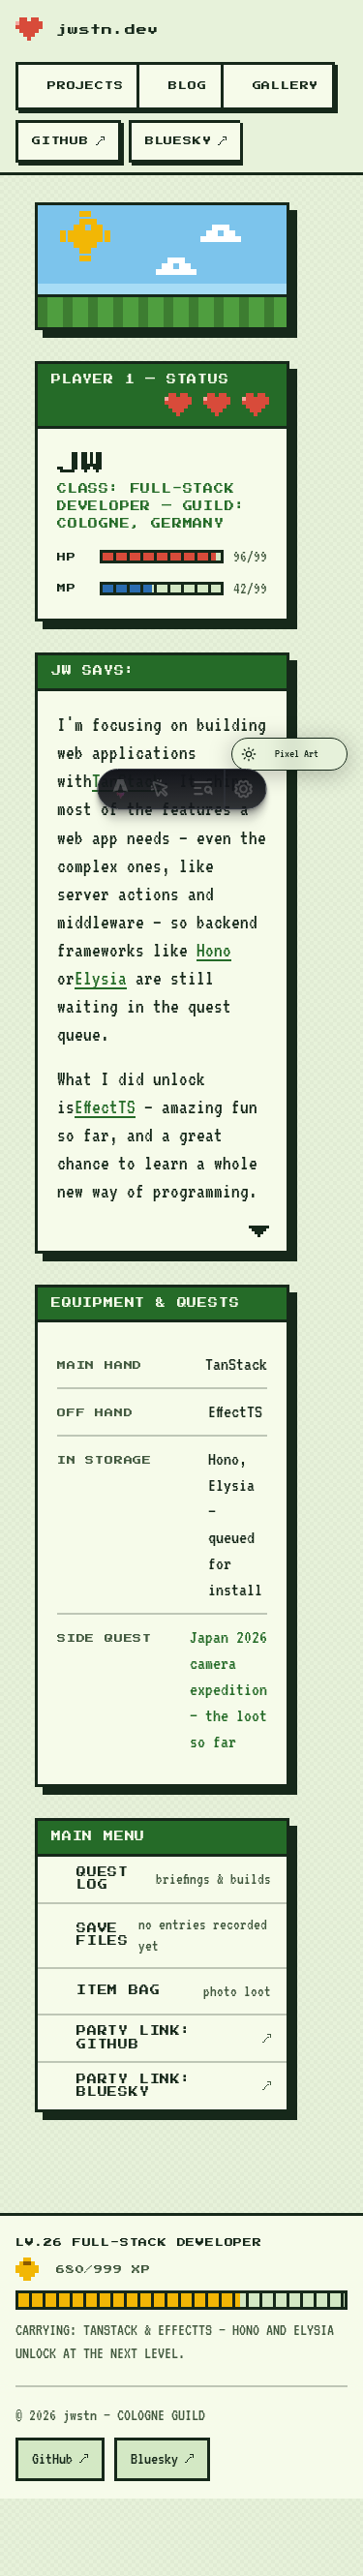 jwstn.dev
PROJECTS BLOG GALLERY
GITHUB ↗ BLUESKY ↗
PLAYER 1 — STATUS
JW
CLASS: FULL-STACK
DEVELOPER — GUILD:
COLOGNE, GERMANY
HP 96/99
MP 42/99
JW SAYS:
I'm focusing on building
web applications
with
most of the features a
web app needs – even the
complex ones, like
server actions and
middleware – so backend
frameworks like Hono
orElysia are still
waiting in the quest
queue.
Pixel Art
What I did unlock
isEffectTS – amazing fun
so far, and a great
chance to learn a whole
new way of programming.
EQUIPMENT & QUESTS
MAIN HAND TanStack
OFF HAND EffectTS
IN STORAGE Hono,
Elysia
–
queued
for
install
SIDE QUEST Japan 2026
camera
expedition
– the loot
so far
MAIN MENU
QUEST
LOG briefings & builds
SAVE
FILES no entries recorded
yet
ITEM BAG photo loot
PARTY LINK:
GITHUB ↗
PARTY LINK:
BLUESKY ↗
LV.26 FULL-STACK DEVELOPER
680/999 XP
CARRYING: TANSTACK & EFFECTTS – HONO AND ELYSIA
UNLOCK AT THE NEXT LEVEL.
© 2026 jwstn – COLOGNE GUILD
GitHub ↗ Bluesky ↗